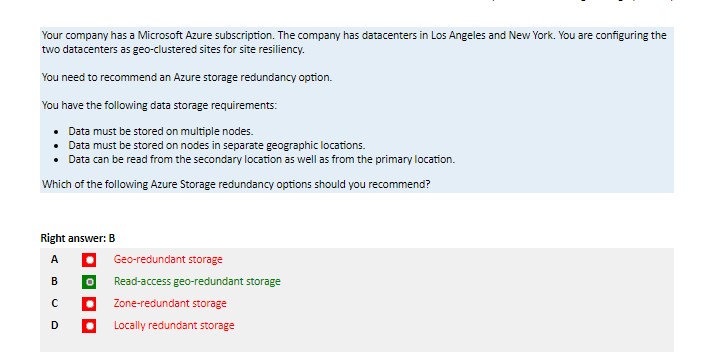 Your company has a Microsoft Azure subscription. The company has datacenters in Los Angeles and New York. You are configuring the
two datacenters as geo-clustered sites for site resiliency.
You need to recommend an Azure storage redundancy option.
You have the following data storage requirements:
• Data must be stored on multiple nodes.
• Data must be stored on nodes in separate geographic locations.
• Data can be read from the secondary location as well as from the primary location.
Which of the following Azure Storage redundancy options should you recommend?
Right answer: B
A Geo-redundant storage
B Read-access geo-redundant storage
C Zone-redundant storage
D Locally redundant storage